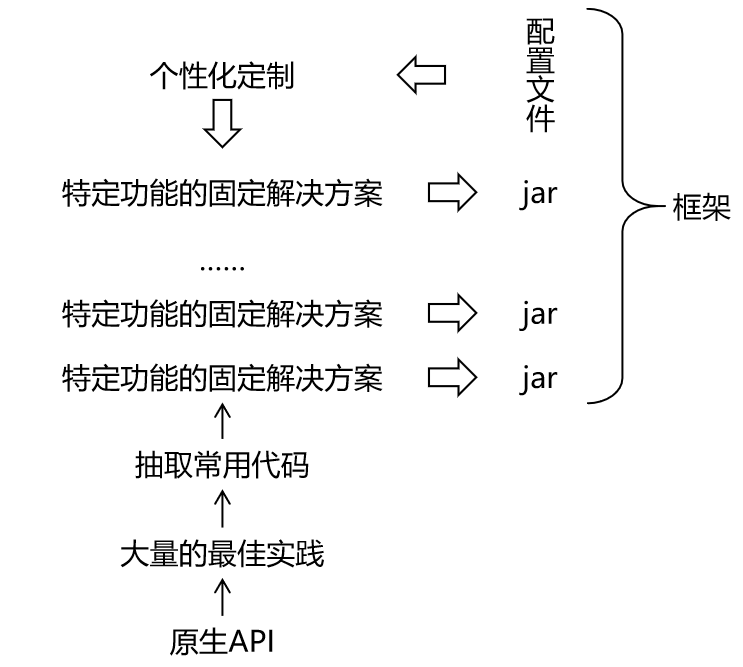 配置文件
个性化定制
特定功能的固定解决方案
jar
框架
......
特定功能的固定解决方案
jar
特定功能的固定解决方案
jar
抽取常用代码
大量的最佳实践
原生API